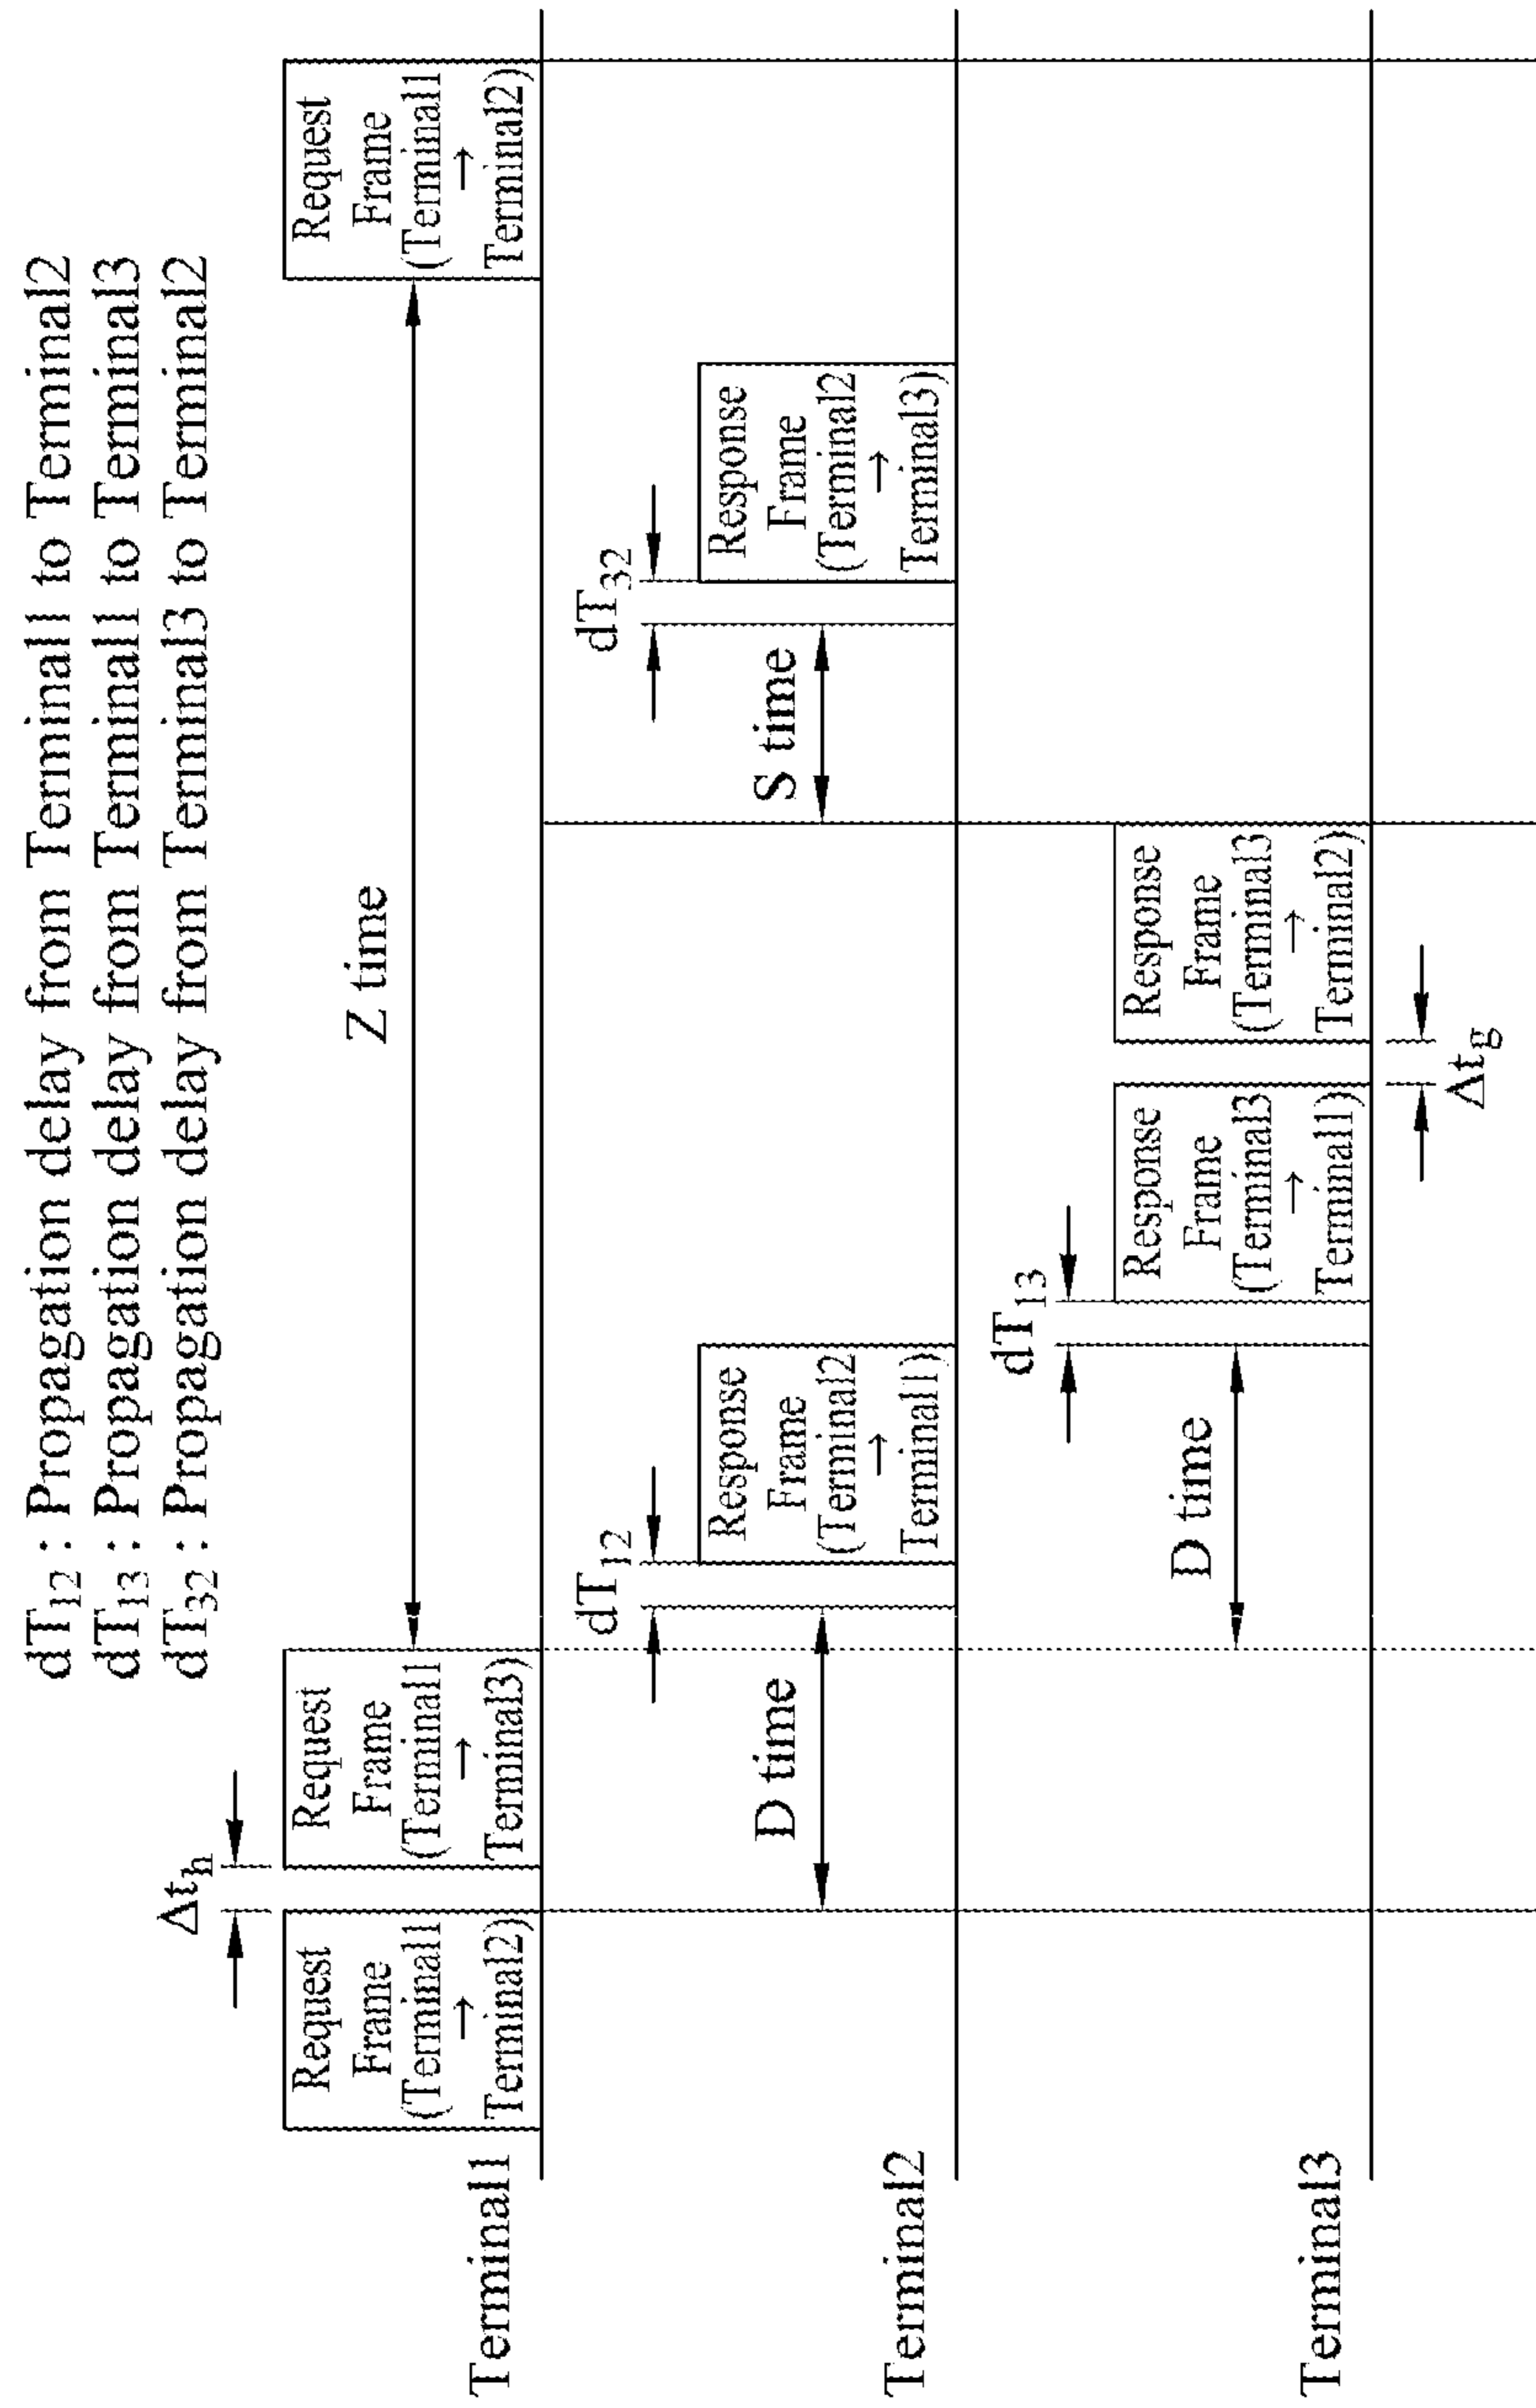 dT12 : Propagation delay from Terminal1 to Terminal2
dT13 : Propagation delay from Terminal1 to Terminal3
dT32 : Propagation delay from Terminal3 to Terminal2
Δth
Request
Frame
(Terminal1
→
Terminal2)
Request
Frame
(Terminal1
→
Terminal3)
Z time
Request
Frame
(Terminal1
→
Terminal2)
Terminal1
D time
dT12
Response
Frame
(Terminal2
→
Terminal1)
S time
dT32
Response
Frame
(Terminal2
→
Terminal3)
Terminal2
D time
dT13
Response
Frame
(Terminal3
→
Terminal1)
Response
Frame
(Terminal3
→
Terminal2)
Terminal3
Δtg